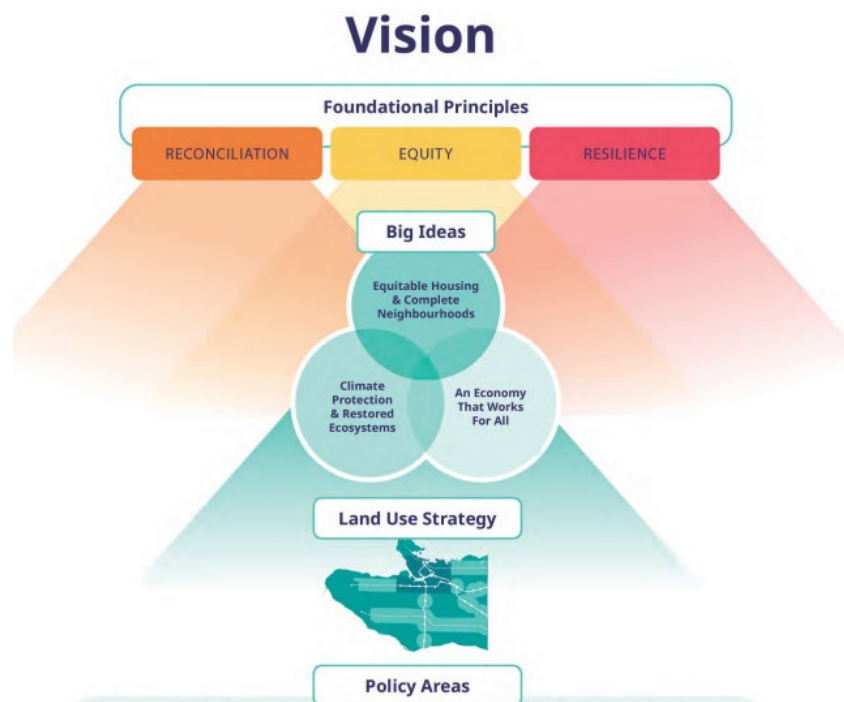 Vision
Foundational Principles
RECONCILIATION
EQUITY
RESILIENCE
Big Ideas
Equitable Housing
& Complete
Neighbourhoods
Climate
Protection
& Restored
Ecosystems
An Economy
That Works
For All
Land Use Strategy
Policy Areas